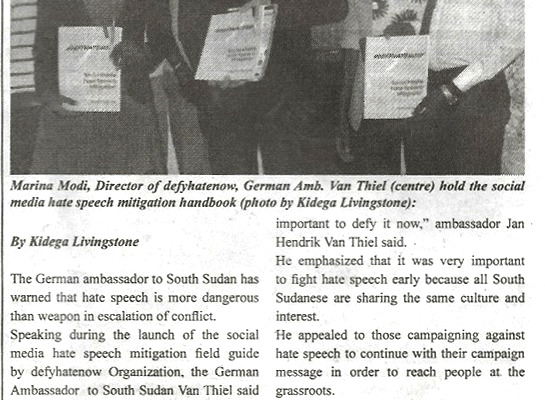 Marina Modi, Director of defyhatenow, German Amb. Van Thiel (centre) hold the social
media hate speech mitigation handbook (photo by Kidega Livingstone):
By Kidega Livingstone
The German ambassador to South Sudan has
warned that hate speech is more dangerous
than weapon in escalation of conflict.
Speaking during the launch of the social
media hate speech mitigation field guide
by defyhatenow Organization, the German
Ambassador to South Sudan Van Thiel said
important to defy it now,” ambassador Jan
Hendrik Van Thiel said.
He emphasized that it was very important
to fight hate speech early because all South
Sudanese are sharing the same culture and
interest.
He appealed to those campaigning against
hate speech to continue with their campaign
message in order to reach people at the
grassroots.